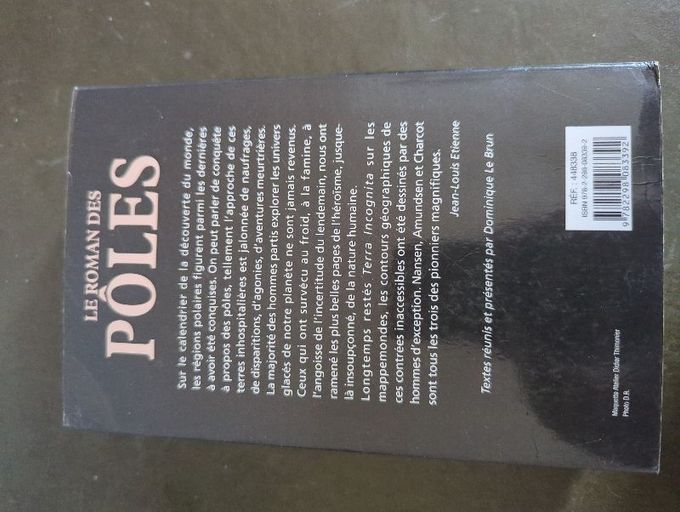 LE ROMAN DES
PÔLES
Sur le calendrier de la découverte du monde,
les régions polaires figurent parmi les dernières
à avoir été conquises. On peut parler de conquête
à propos des pôles, tellement l'approche de ces
terres inhospitalières est jalonnée de naufrages,
de disparitions, d'agonies, d'aventures meurtrières.
La majorité des hommes partis explorer les univers
glacés de notre planète ne sont jamais revenus.
Ceux qui ont survécu au froid, à la famine, à
l'angoisse de l'incertitude du lendemain, nous ont
ramené les plus belles pages de l'héroïsme, jusque-
là insoupçonné, de la nature humaine.
Longtemps restés Terra Incognita sur les
mappemondes, les contours géographiques de
ces contrées inaccessibles ont été dessinés par des
hommes d'exception. Nansen, Amundsen et Charcot
sont tous les trois des pionniers magnifiques.
Jean-Louis Etienne
Textes réunis et présentés par Dominique Le Brun
Maquette Atelier Didier Thimonier
Photo D.R.
RÉF. : 448338
ISBN 978-2-298-08339-2
9782298083392